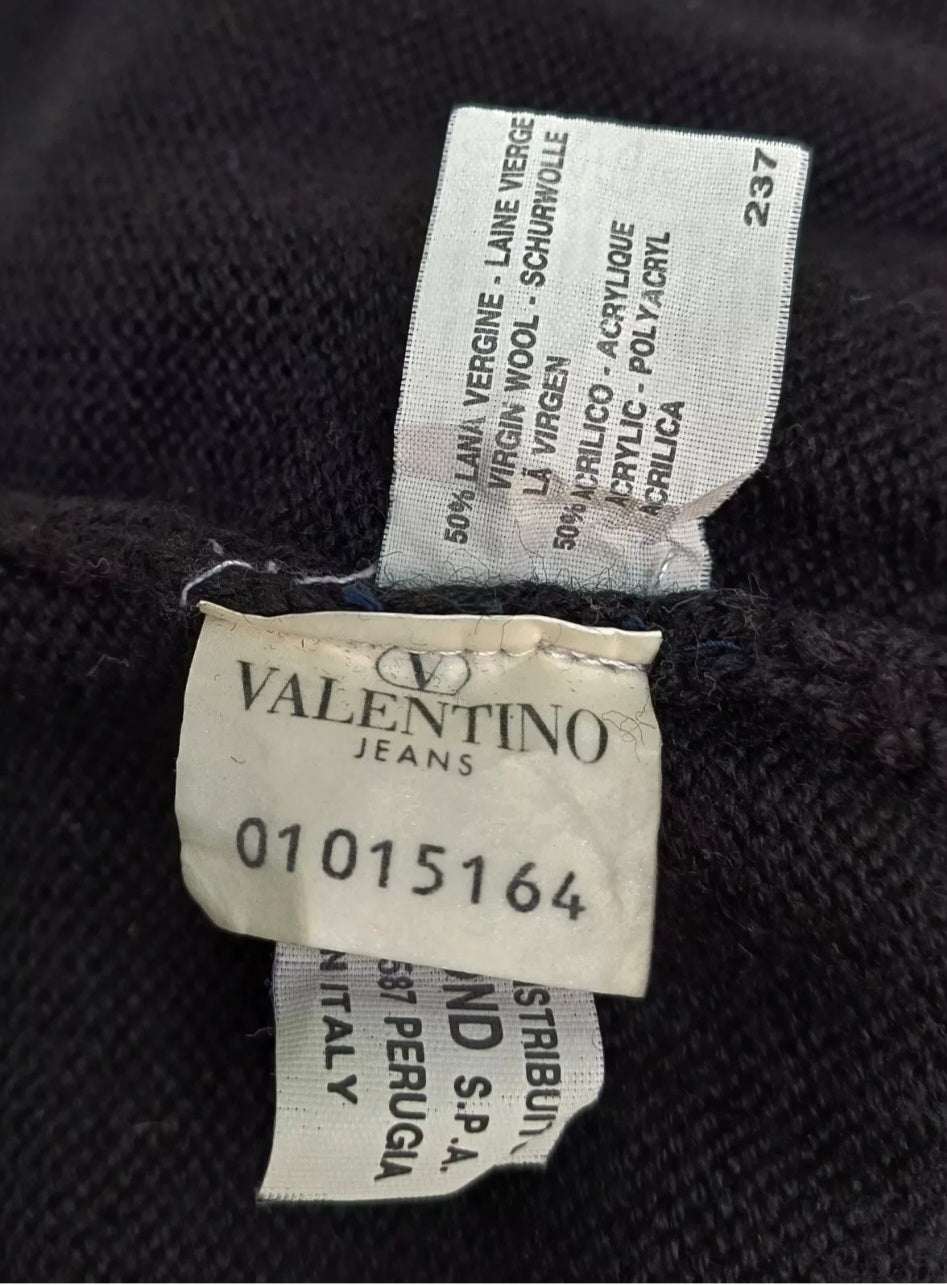 50% LANA VERGINE - LAINE VIERGE
VIRGIN WOOL - SCHURWOLLE
LÃ VIRGEN
50% ACRILICO - ACRYLIQUE
ACRYLIC - POLYACRYL
ACRILICA
237
V
VALENTINO
JEANS
01015164
S.P.A.
PERUGIA
ITALY